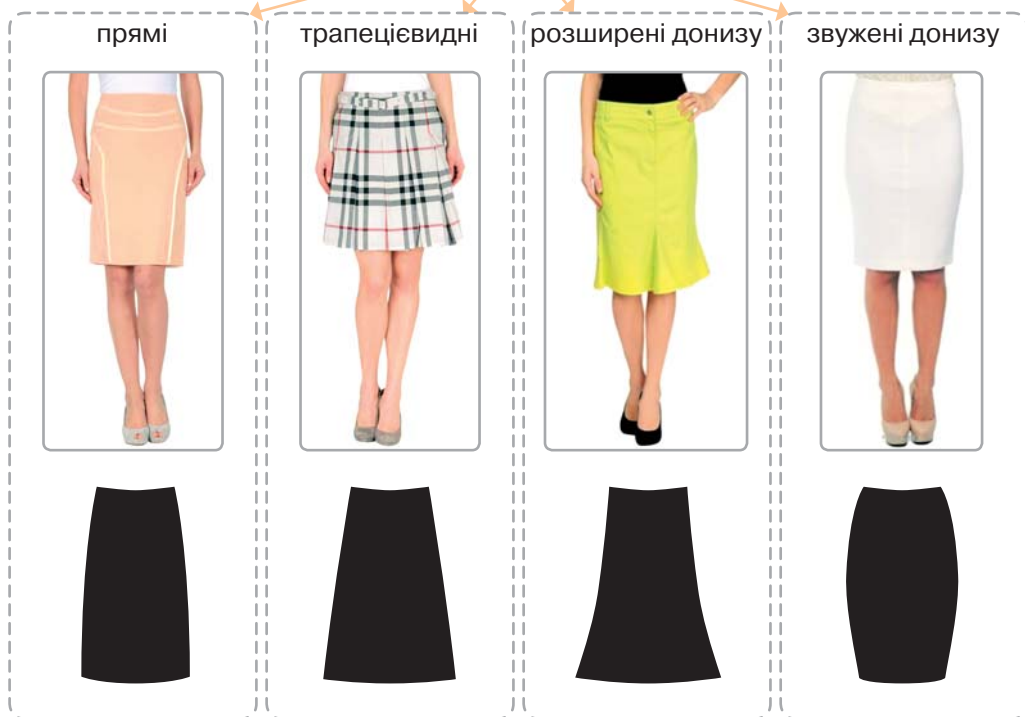 прямі
трапецієвидні
розширені донизу
звужені донизу